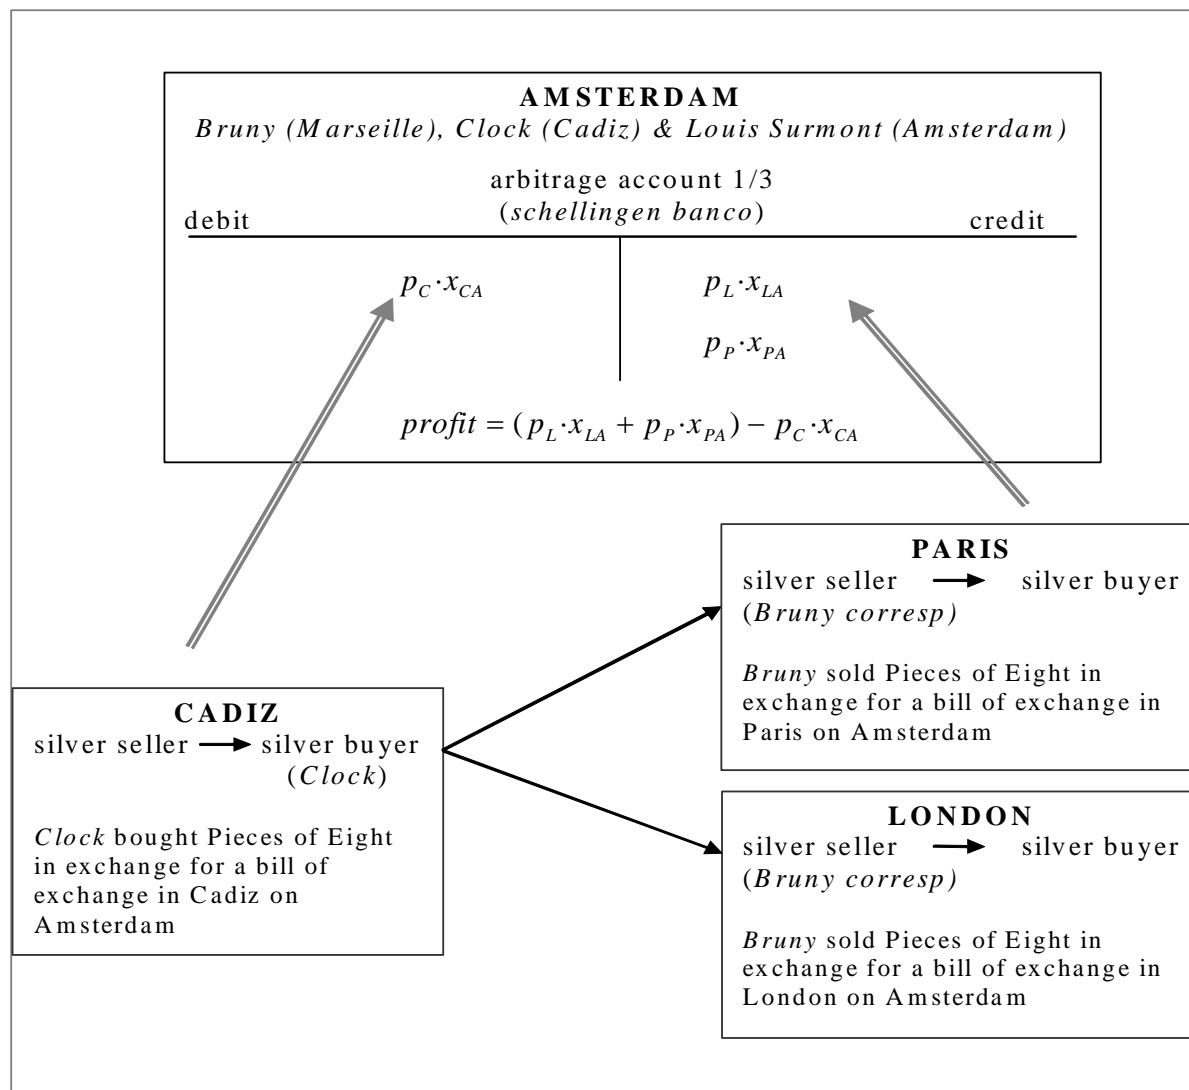 AMSTERDAM
Bruny (Marseille), Clock (Cadiz) & Louis Surmont (Amsterdam)
arbitrage account 1/3
(schellingen banco)
debit credit
p_C·x_CA p_L·x_LA
p_P·x_PA
profit = (p_L·x_LA + p_P·x_PA) − p_C·x_CA
PARIS
silver seller → silver buyer
(Bruny corresp)
Bruny sold Pieces of Eight in
exchange for a bill of exchange in
Paris on Amsterdam
CADIZ
silver seller → silver buyer
(Clock)
Clock bought Pieces of Eight
in exchange for a bill of
exchange in Cadiz on
Amsterdam
LONDON
silver seller → silver buyer
(Bruny corresp)
Bruny sold Pieces of Eight in
exchange for a bill of exchange in
London on Amsterdam